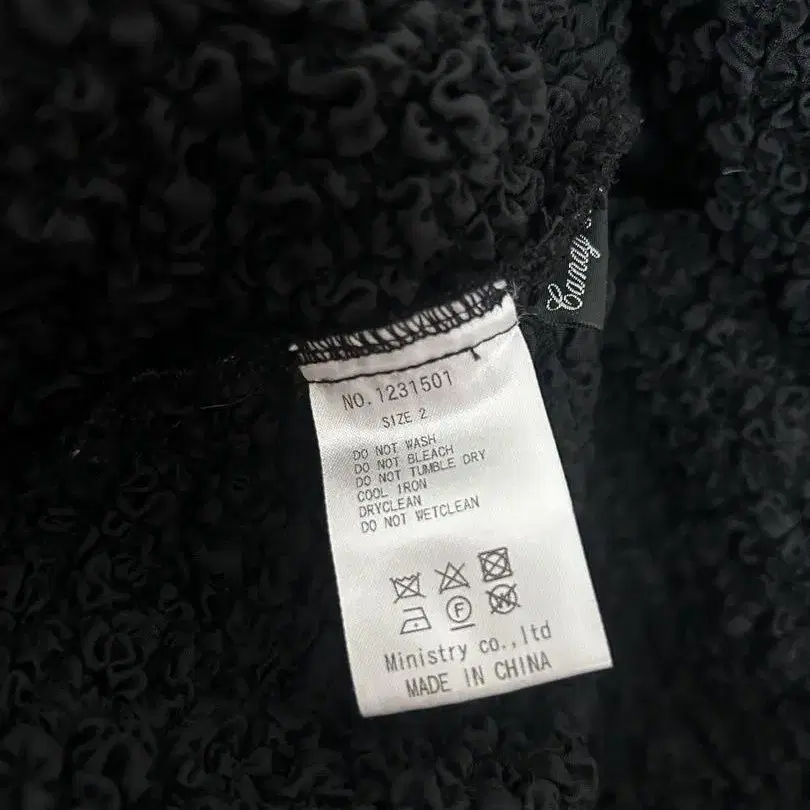 Candy
NO.1231501
SIZE 2
DO NOT WASH
DO NOT BLEACH
DO NOT TUMBLE DRY
COOL IRON
DRYCLEAN
DO NOT WETCLEAN
F
W
Ministry co.,ltd
MADE IN CHINA